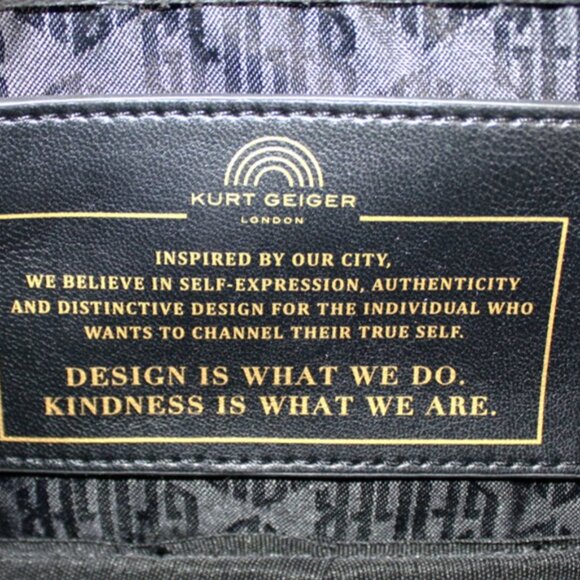 KURT GEIGER
LONDON
INSPIRED BY OUR CITY,
WE BELIEVE IN SELF-EXPRESSION, AUTHENTICITY
AND DISTINCTIVE DESIGN FOR THE INDIVÍDUAL WHO
WANTS TO CHANNEL THEIR TRUE SELF.
DESIGN IS WHAT WE DO.
KINDNESS IS WHAT WE ARE.